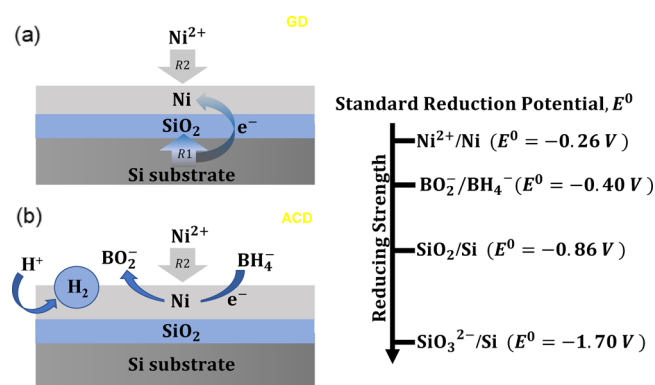 (a)
GD
Ni²⁺
R2
Ni
SiO₂
e⁻
R1
Si substrate
(b)
ACD
Ni²⁺
H⁺
BO₂⁻
R2
BH₄⁻
H₂
Ni
e⁻
SiO₂
Si substrate
Standard Reduction Potential, E⁰
Ni²⁺/Ni (E⁰ = −0.26 V)
BO₂⁻/BH₄⁻(E⁰ = −0.40 V)
SiO₂/Si (E⁰ = −0.86 V)
SiO₃²⁻/Si (E⁰ = −1.70 V)
Reducing Strength